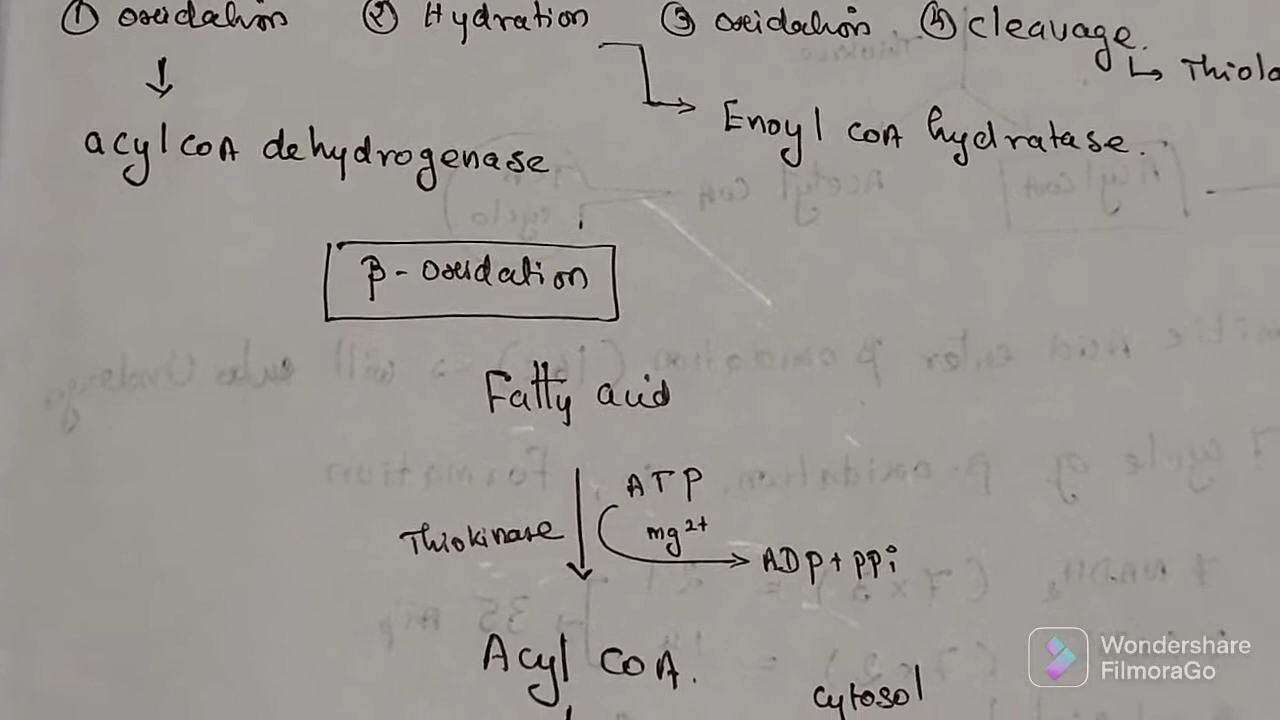 ① oxidation ② Hydration ③ oxidation ④ cleavage.
↳ Thiola
acyl coA dehydrogenase
Enoyl coA hydratase.
β-oxidation
Fatty acid
ATP
Thiokinase
mg²⁺
ADP + PPi
Acyl CoA.
cytosol
Wondershare
FilmoraGo